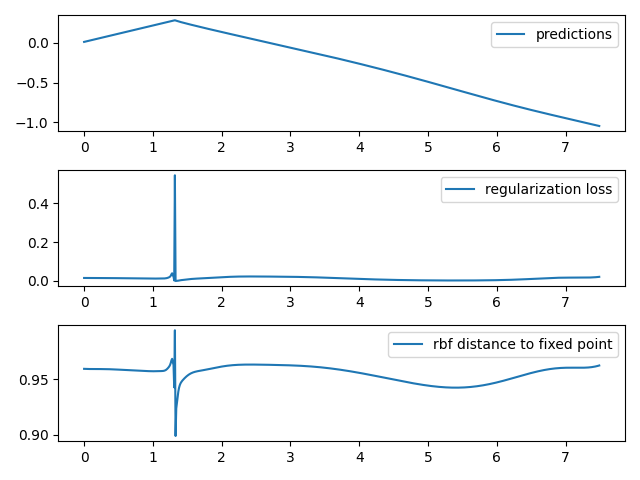 predictions
0.0
−0.5
−1.0
0 1 2 3 4 5 6 7
regularization loss
0.4
0.2
0.0
0 1 2 3 4 5 6 7
rbf distance to fixed point
0.95
0.90
0 1 2 3 4 5 6 7